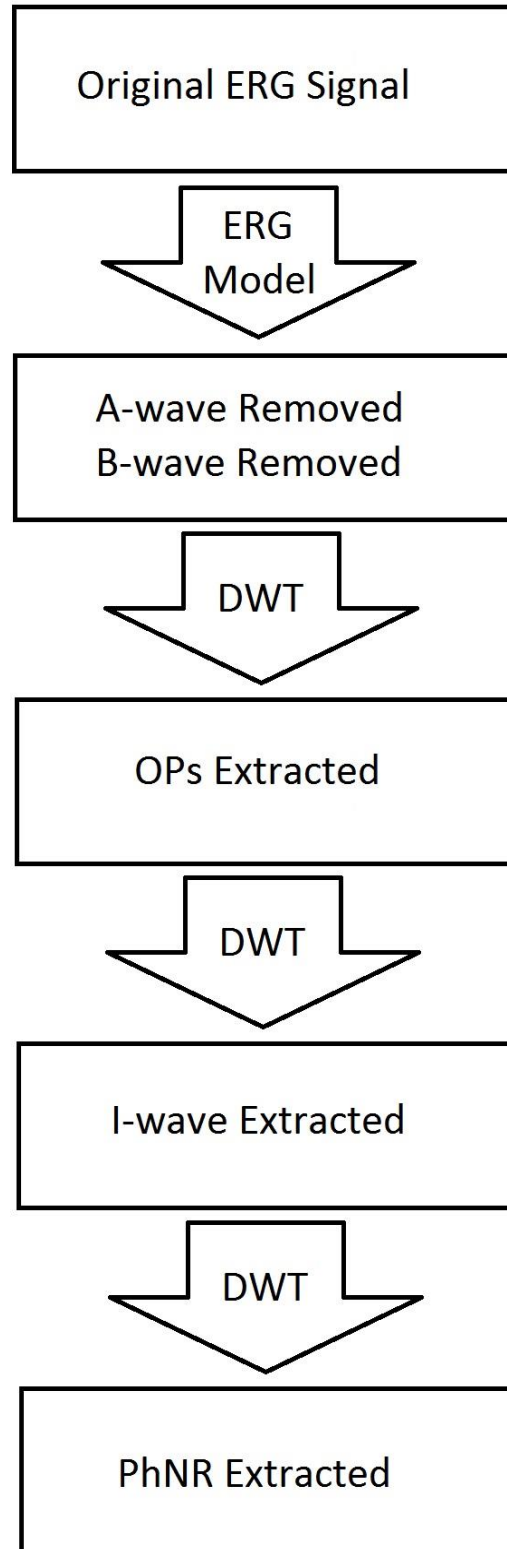 Original ERG Signal
ERG
Model
A-wave Removed
B-wave Removed
DWT
OPs Extracted
DWT
I-wave Extracted
DWT
PhNR Extracted